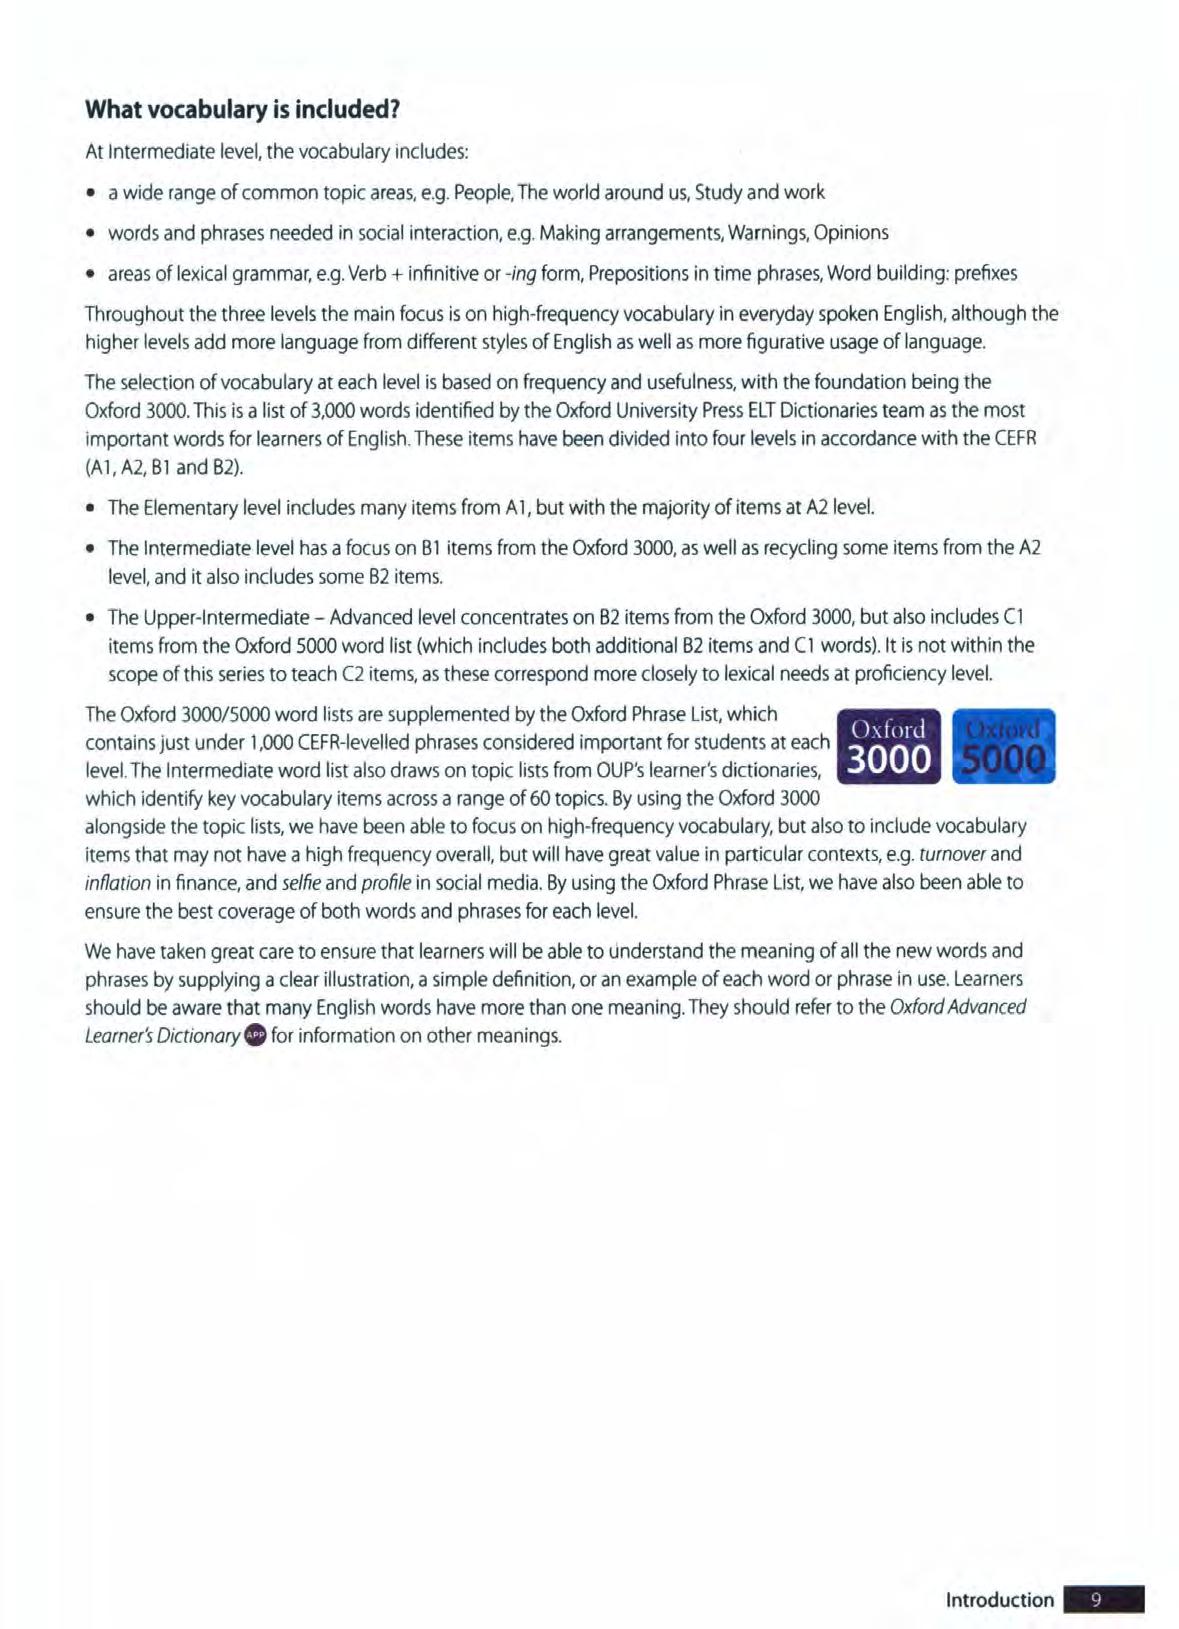 What vocabulary is included?
At Intermediate level, the vocabulary includes:
• a wide range of common topic areas, e.g. People, The world around us, Study and work
• words and phrases needed in social interaction, e.g. Making arrangements, Warnings, Opinions
• areas of lexical grammar, e.g. Verb + infinitive or -ing form, Prepositions in time phrases, Word building: prefixes
Throughout the three levels the main focus is on high-frequency vocabulary in everyday spoken English, although the
higher levels add more language from different styles of English as well as more figurative usage of language.
The selection of vocabulary at each level is based on frequency and usefulness, with the foundation being the
Oxford 3000. This is a list of 3,000 words identified by the Oxford University Press ELT Dictionaries team as the most
important words for learners of English. These items have been divided into four levels in accordance with the CEFR
(A1, A2, B1 and B2).
• The Elementary level includes many items from A1, but with the majority of items at A2 level.
• The Intermediate level has a focus on B1 items from the Oxford 3000, as well as recycling some items from the A2
level, and it also includes some B2 items.
• The Upper-Intermediate – Advanced level concentrates on B2 items from the Oxford 3000, but also includes C1
items from the Oxford 5000 word list (which includes both additional B2 items and C1 words). It is not within the
scope of this series to teach C2 items, as these correspond more closely to lexical needs at proficiency level.
The Oxford 3000/5000 word lists are supplemented by the Oxford Phrase List, which
contains just under 1,000 CEFR-levelled phrases considered important for students at each
level. The Intermediate word list also draws on topic lists from OUP's learner's dictionaries,
which identify key vocabulary items across a range of 60 topics. By using the Oxford 3000
alongside the topic lists, we have been able to focus on high-frequency vocabulary, but also to include vocabulary
items that may not have a high frequency overall, but will have great value in particular contexts, e.g. turnover and
inflation in finance, and selfie and profile in social media. By using the Oxford Phrase List, we have also been able to
ensure the best coverage of both words and phrases for each level.
Oxford
3000
Oxford
5000
We have taken great care to ensure that learners will be able to understand the meaning of all the new words and
phrases by supplying a clear illustration, a simple definition, or an example of each word or phrase in use. Learners
should be aware that many English words have more than one meaning. They should refer to the Oxford Advanced
Learner's Dictionary APP for information on other meanings.
Introduction 9